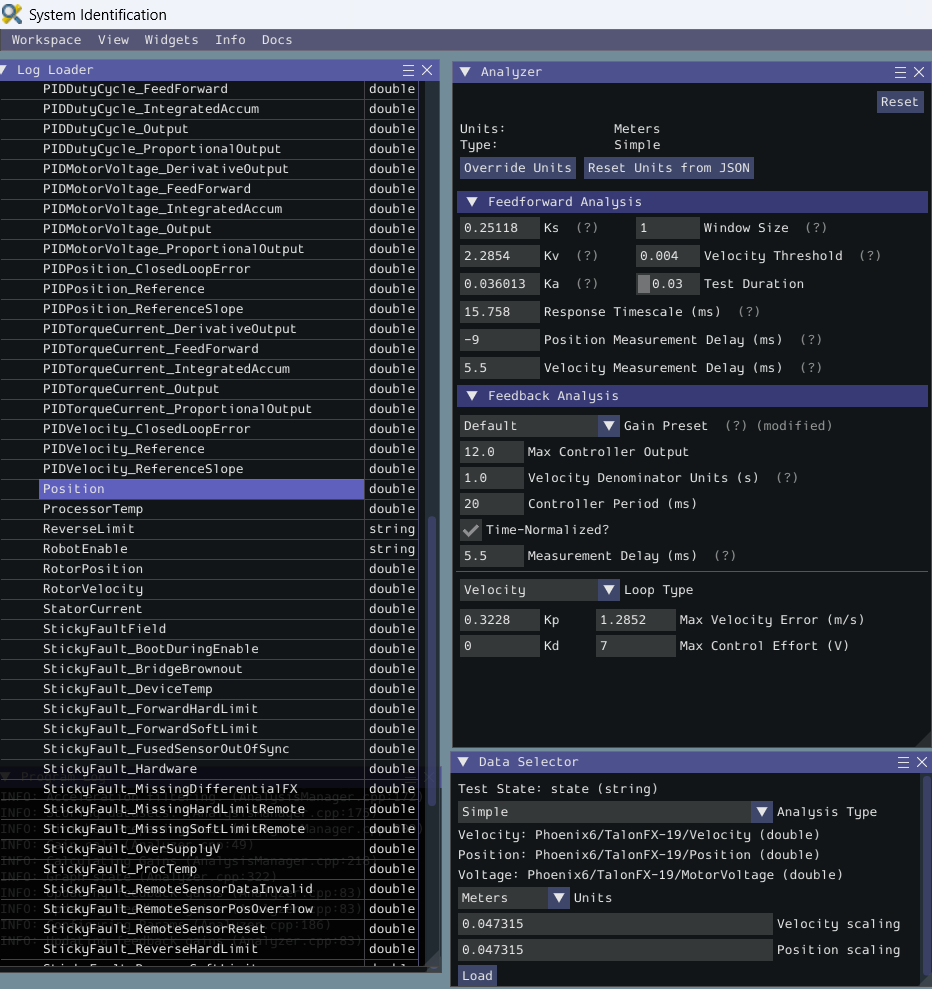 System Identification
Workspace View Widgets Info Docs
Log Loader
PIDDutyCycle_FeedForward double
PIDDutyCycle_IntegratedAccum double
PIDDutyCycle_Output double
PIDDutyCycle_ProportionalOutput double
PIDMotorVoltage_DerivativeOutput double
PIDMotorVoltage_FeedForward double
PIDMotorVoltage_IntegratedAccum double
PIDMotorVoltage_Output double
PIDMotorVoltage_ProportionalOutput double
PIDPosition_ClosedLoopError double
PIDPosition_Reference double
PIDPosition_ReferenceSlope double
PIDTorqueCurrent_DerivativeOutput double
PIDTorqueCurrent_FeedForward double
PIDTorqueCurrent_IntegratedAccum double
PIDTorqueCurrent_Output double
PIDTorqueCurrent_ProportionalOutput double
PIDVelocity_ClosedLoopError double
PIDVelocity_Reference double
PIDVelocity_ReferenceSlope double
Position double
ProcessorTemp double
ReverseLimit string
RobotEnable string
RotorPosition double
RotorVelocity double
StatorCurrent double
StickyFaultField double
StickyFault_BootDuringEnable double
StickyFault_BridgeBrownout double
StickyFault_DeviceTemp double
StickyFault_ForwardHardLimit double
StickyFault_ForwardSoftLimit double
StickyFault_FusedSensorOutOfSync double
StickyFault_Hardware double
StickyFault_MissingDifferentialFX double
StickyFault_MissingHardLimitRemote double
StickyFault_MissingSoftLimitRemote double
StickyFault_OverSupplyV double
StickyFault_ProcTemp double
StickyFault_RemoteSensorDataInvalid double
StickyFault_RemoteSensorPosOverflow double
StickyFault_RemoteSensorReset double
StickyFault_ReverseHardLimit double
Analyzer
Reset
Units: Meters
Type: Simple
Override Units Reset Units from JSON
Feedforward Analysis
0.25118 Ks (?) 1 Window Size (?)
2.2854 Kv (?) 0.004 Velocity Threshold (?)
0.036013 Ka (?) 0.03 Test Duration
15.758 Response Timescale (ms) (?)
-9 Position Measurement Delay (ms) (?)
5.5 Velocity Measurement Delay (ms) (?)
Feedback Analysis
Default Gain Preset (?) (modified)
12.0 Max Controller Output
1.0 Velocity Denominator Units (s) (?)
20 Controller Period (ms)
Time-Normalized?
5.5 Measurement Delay (ms) (?)
Velocity Loop Type
0.3228 Kp 1.2852 Max Velocity Error (m/s)
0 Kd 7 Max Control Effort (V)
Data Selector
Test State: state (string)
Simple Analysis Type
Velocity: Phoenix6/TalonFX-19/Velocity (double)
Position: Phoenix6/TalonFX-19/Position (double)
Voltage: Phoenix6/TalonFX-19/MotorVoltage (double)
Meters Units
0.047315 Velocity scaling
0.047315 Position scaling
Load